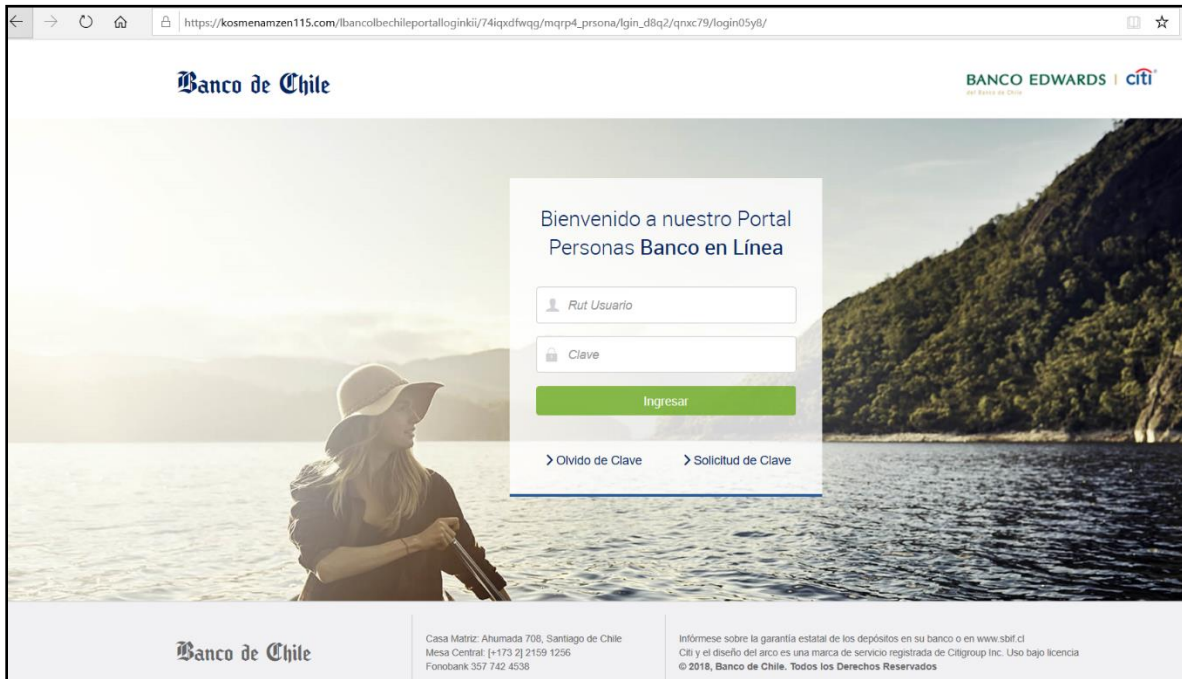 https://kosmenamzen115.com/lbancolbechileportalloginkii/74iqxdfwqg/mqrp4_prsona/lgin_d8q2/qnxc79/login05y8/
Banco de Chile
BANCO EDWARDS | citi
del Banco de Chile
Bienvenido a nuestro Portal
Personas Banco en Línea
Rut Usuario
Clave
Ingresar
> Olvido de Clave > Solicitud de Clave
Banco de Chile
Casa Matriz: Ahumada 708, Santiago de Chile
Mesa Central: [+173 2] 2159 1256
Fonobank 357 742 4538
Infórmese sobre la garantía estatal de los depósitos en su banco o en www.sbif.cl
Citi y el diseño del arco es una marca de servicio registrada de Citigroup Inc. Uso bajo licencia
© 2018, Banco de Chile. Todos los Derechos Reservados